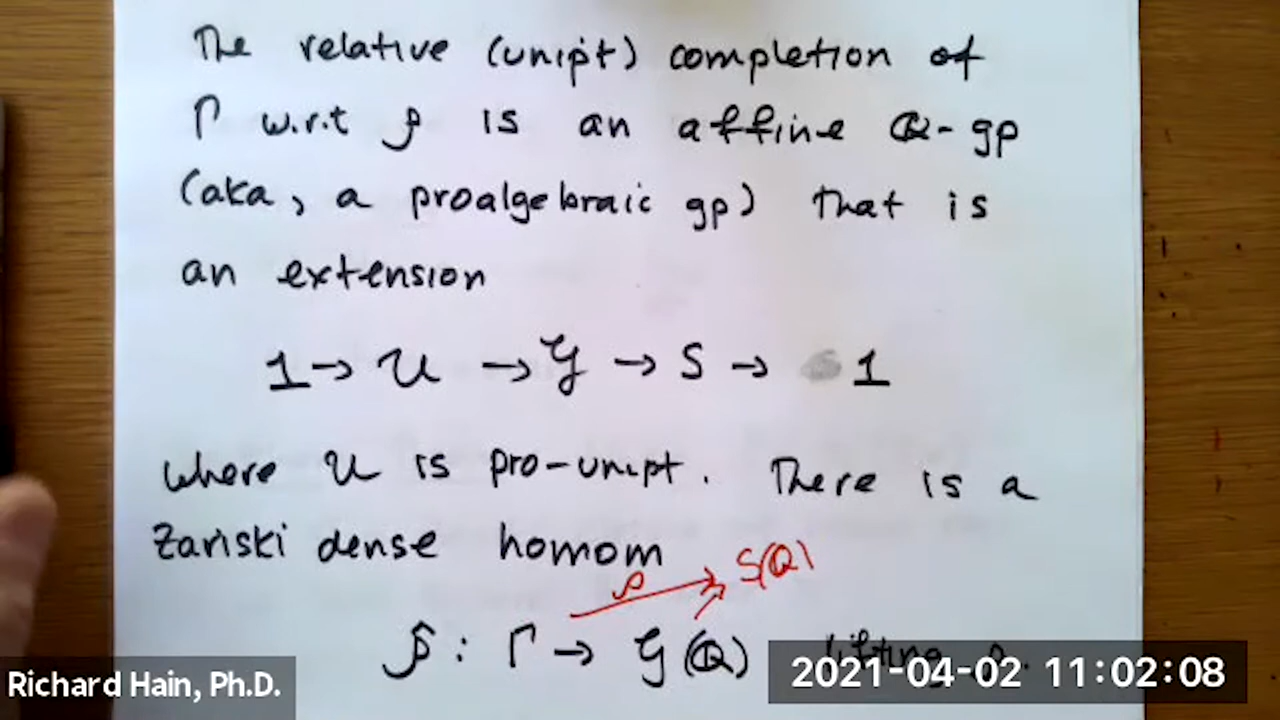 The relative (unipt) completion of
Γ w.r.t ρ is an affine ℚ-gp
(aka, a proalgebraic gp) that is
an extension
1 → 𝒰 → 𝒢 → S → 1
where 𝒰 is pro-unipt. There is a
Zariski dense homom
ρ S(ℚ)
ρ̃ : Γ → 𝒢(ℚ) lifting ρ.
Richard Hain, Ph.D.
2021-04-02 11:02:08